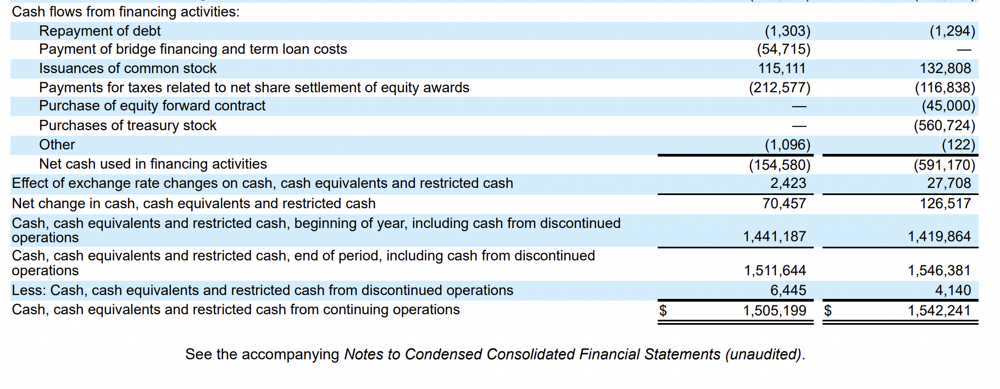 Cash flows from financing activities:
Repayment of debt (1,303) (1,294)
Payment of bridge financing and term loan costs (54,715) —
Issuances of common stock 115,111 132,808
Payments for taxes related to net share settlement of equity awards (212,577) (116,838)
Purchase of equity forward contract — (45,000)
Purchases of treasury stock — (560,724)
Other (1,096) (122)
Net cash used in financing activities (154,580) (591,170)
Effect of exchange rate changes on cash, cash equivalents and restricted cash 2,423 27,708
Net change in cash, cash equivalents and restricted cash 70,457 126,517
Cash, cash equivalents and restricted cash, beginning of year, including cash from discontinued
operations 1,441,187 1,419,864
Cash, cash equivalents and restricted cash, end of period, including cash from discontinued
operations 1,511,644 1,546,381
Less: Cash, cash equivalents and restricted cash from discontinued operations 6,445 4,140
Cash, cash equivalents and restricted cash from continuing operations $ 1,505,199 $ 1,542,241
See the accompanying Notes to Condensed Consolidated Financial Statements (unaudited).